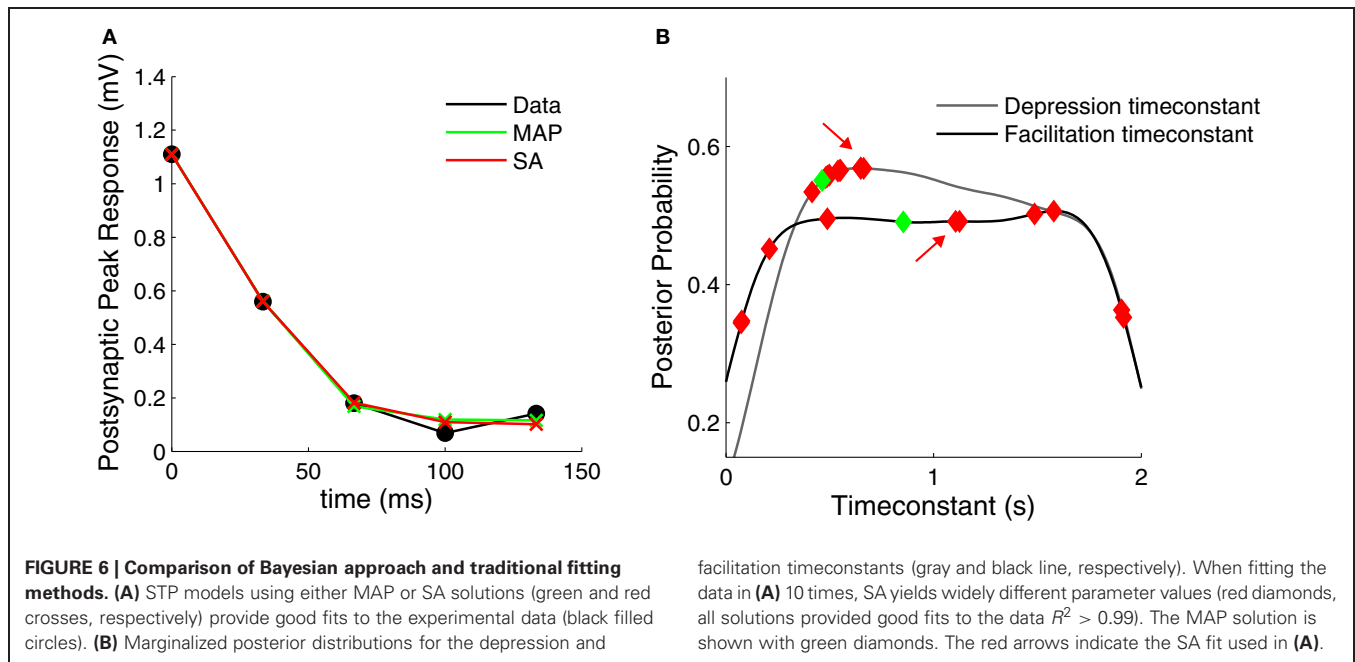 A
Postsynaptic Peak Response (mV)
1.4
1.2
1
0.8
0.6
0.4
0.2
0
0
50
100
150
time (ms)
Data
MAP
SA
B
Posterior Probability
0.6
0.4
0.2
0
1
2
Timeconstant (s)
Depression timeconstant
Facilitation timeconstant
FIGURE 6 | Comparison of Bayesian approach and traditional fitting
methods. (A) STP models using either MAP or SA solutions (green and red
crosses, respectively) provide good fits to the experimental data (black filled
circles). (B) Marginalized posterior distributions for the depression and
facilitation timeconstants (gray and black line, respectively). When fitting the
data in (A) 10 times, SA yields widely different parameter values (red diamonds,
all solutions provided good fits to the data R² > 0.99). The MAP solution is
shown with green diamonds. The red arrows indicate the SA fit used in (A).